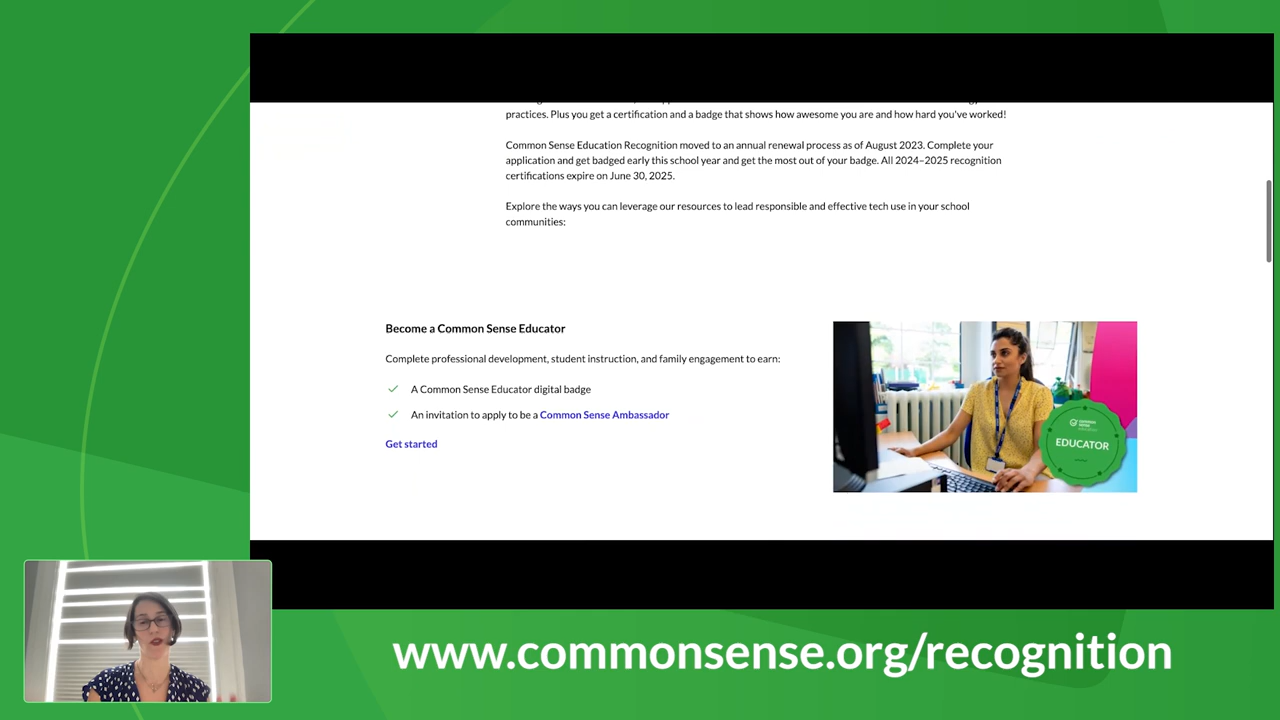 practices. Plus you get a certification and a badge that shows how awesome you are and how hard you've worked!
Common Sense Education Recognition moved to an annual renewal process as of August 2023. Complete your
application and get badged early this school year and get the most out of your badge. All 2024–2025 recognition
certifications expire on June 30, 2025.
Explore the ways you can leverage our resources to lead responsible and effective tech use in your school
communities:
Become a Common Sense Educator
Complete professional development, student instruction, and family engagement to earn:
A Common Sense Educator digital badge
An invitation to apply to be a Common Sense Ambassador
Get started
common
sense
EDUCATOR
www.commonsense.org/recognition